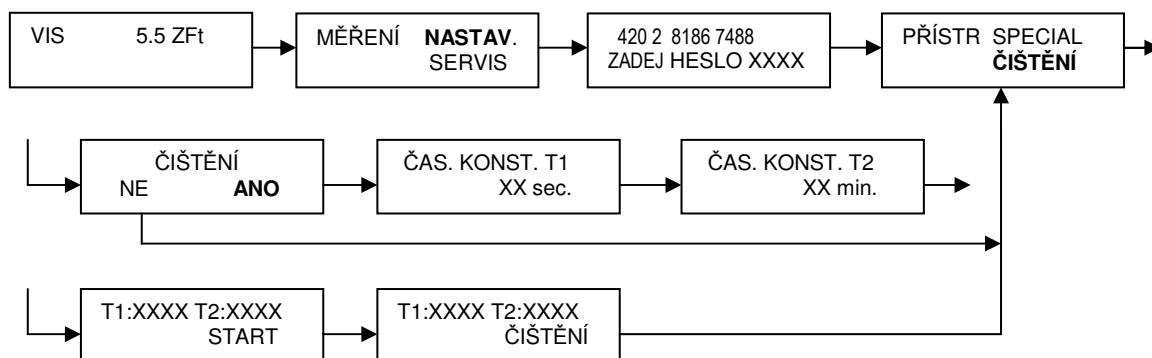 VIS 5.5 ZFt
MĚŘENÍ NASTAV.
SERVIS
420 2 8186 7488
ZADEJ HESLO XXXX
PŘÍSTR SPECIAL
ČIŠTĚNÍ
ČIŠTĚNÍ
NE ANO
ČAS. KONST. T1
XX sec.
ČAS. KONST. T2
XX min.
T1:XXXX T2:XXXX
START
T1:XXXX T2:XXXX
ČIŠTĚNÍ